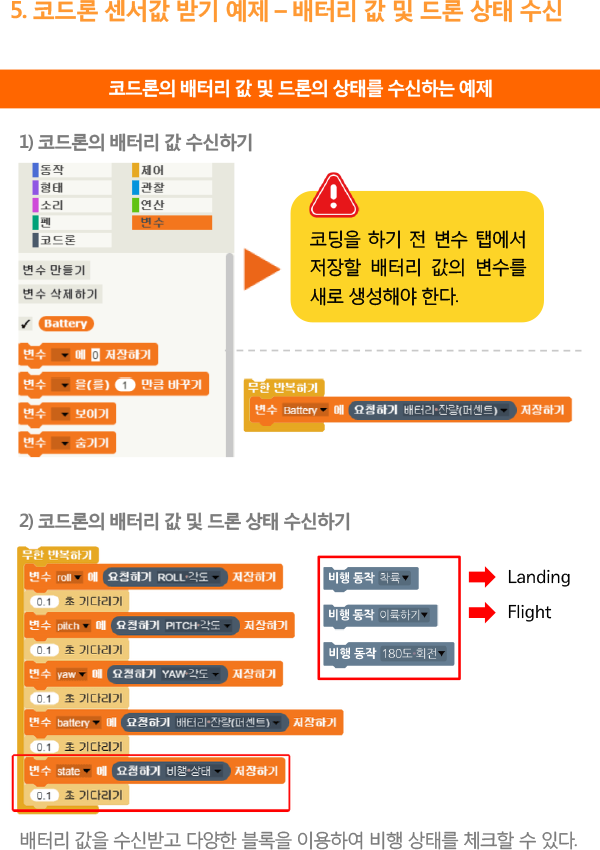 5. 코드론 센서값 받기 예제 – 배터리 값 및 드론 상태 수신
코드론의 배터리 값 및 드론의 상태를 수신하는 예제
1) 코드론의 배터리 값 수신하기
동작
제어
형태
관찰
소리
연산
펜
변수
코드론
변수 만들기
변수 삭제하기
✓ Battery
변수 에 0 저장하기
변수 을(를) 1 만큼 바꾸기
변수 보이기
변수 숨기기
코딩을 하기 전 변수 탭에서
저장할 배터리 값의 변수를
새로 생성해야 한다.
무한 반복하기
변수 Battery 에 요청하기 배터리-잔량(퍼센트) 저장하기
2) 코드론의 배터리 값 및 드론 상태 수신하기
무한 반복하기
변수 roll 에 요청하기 ROLL-각도 저장하기
0.1 초 기다리기
변수 pitch 에 요청하기 PITCH-각도 저장하기
0.1 초 기다리기
변수 yaw 에 요청하기 YAW-각도 저장하기
0.1 초 기다리기
변수 battery 에 요청하기 배터리-잔량(퍼센트) 저장하기
0.1 초 기다리기
변수 state 에 요청하기 비행-상태 저장하기
0.1 초 기다리기
비행 동작 착륙
Landing
비행 동작 이륙하기
Flight
비행 동작 180도-회전
배터리 값을 수신받고 다양한 블록을 이용하여 비행 상태를 체크할 수 있다.